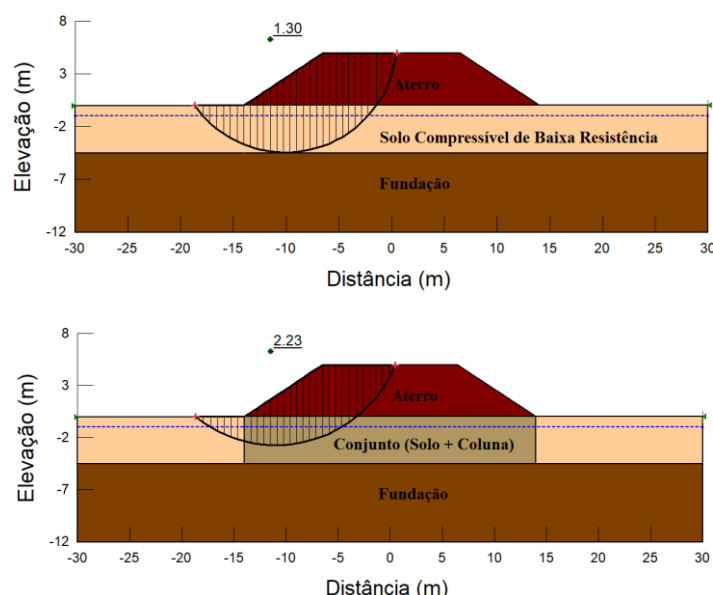 8
1.30
3
Aterro
-2
Solo Compressível de Baixa Resistência
-7
Fundação
-12
Elevação (m)
-30 -25 -20 -15 -10 -5 0 5 10 15 20 25 30
Distância (m)
8
2.23
3
Aterro
-2
Conjunto (Solo + Coluna)
-7
Fundação
-12
Elevação (m)
-30 -25 -20 -15 -10 -5 0 5 10 15 20 25 30
Distância (m)